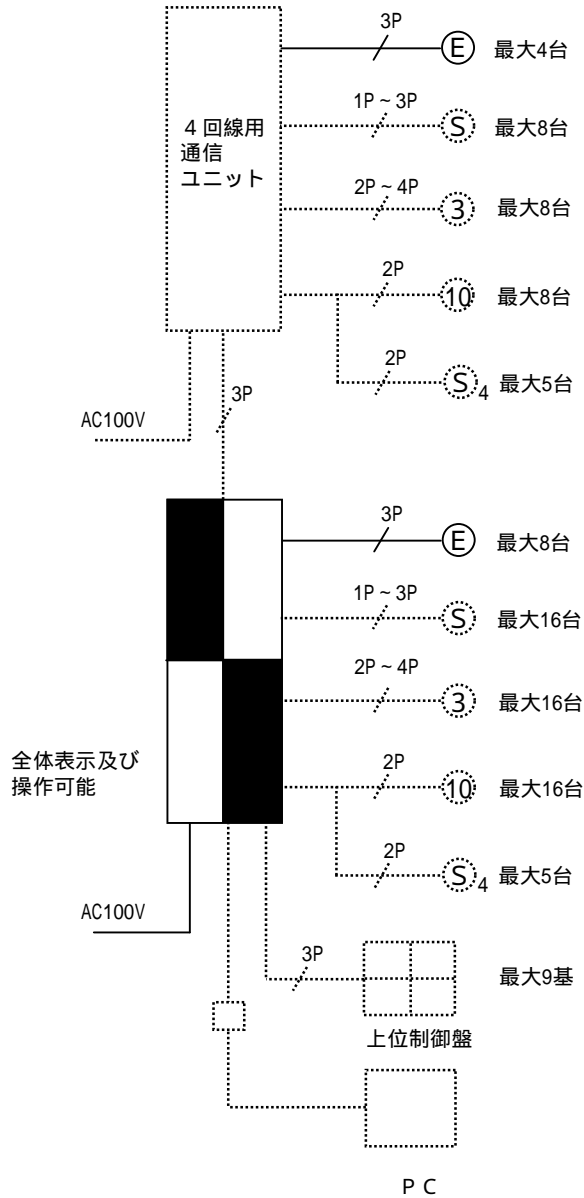 3P
E 最大4台
4回線用
通信
ユニット
1P~3P
S 最大8台
2P~4P
3 最大8台
2P
10 最大8台
2P
S4 最大5台
3P
AC100V
3P
E 最大8台
1P~3P
S 最大16台
2P~4P
3 最大16台
全体表示及び
操作可能
2P
10 最大16台
2P
S4 最大5台
AC100V
3P
最大9基
上位制御盤
PC